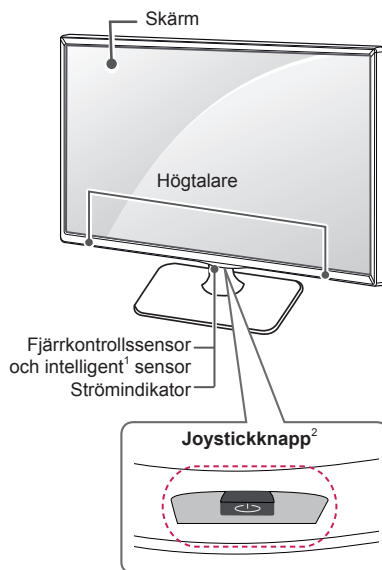 Skärm
Högtalare
Fjärrkontrollssensor
och intelligent¹ sensor
Strömindikator
Joystickknapp²